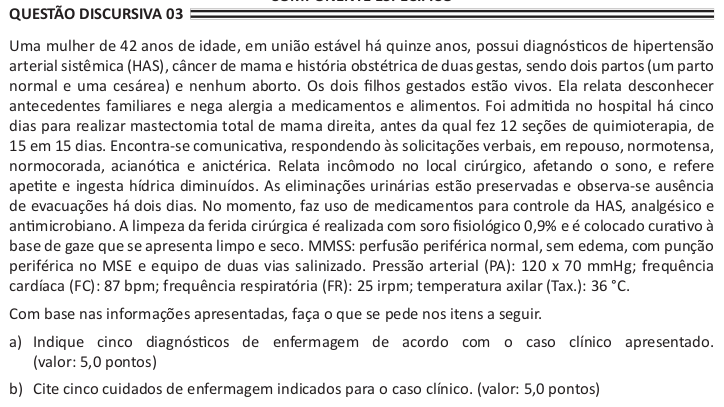 QUESTÃO DISCURSIVA 03
Uma mulher de 42 anos de idade, em união estável há quinze anos, possui diagnósticos de hipertensão
arterial sistêmica (HAS), câncer de mama e história obstétrica de duas gestas, sendo dois partos (um parto
normal e uma cesárea) e nenhum aborto. Os dois filhos gestados estão vivos. Ela relata desconhecer
antecedentes familiares e nega alergia a medicamentos e alimentos. Foi admitida no hospital há cinco
dias para realizar mastectomia total de mama direita, antes da qual fez 12 seções de quimioterapia, de
15 em 15 dias. Encontra-se comunicativa, respondendo às solicitações verbais, em repouso, normotensa,
normocorada, acianótica e anictérica. Relata incômodo no local cirúrgico, afetando o sono, e refere
apetite e ingesta hídrica diminuídos. As eliminações urinárias estão preservadas e observa-se ausência
de evacuações há dois dias. No momento, faz uso de medicamentos para controle da HAS, analgésico e
antimicrobiano. A limpeza da ferida cirúrgica é realizada com soro fisiológico 0,9% e é colocado curativo à
base de gaze que se apresenta limpo e seco. MMSS: perfusão periférica normal, sem edema, com punção
periférica no MSE e equipo de duas vias salinizado. Pressão arterial (PA): 120 x 70 mmHg; frequência
cardíaca (FC): 87 bpm; frequência respiratória (FR): 25 irpm; temperatura axilar (Tax.): 36 °C.
Com base nas informações apresentadas, faça o que se pede nos itens a seguir.
a) Indique cinco diagnósticos de enfermagem de acordo com o caso clínico apresentado.
(valor: 5,0 pontos)
b) Cite cinco cuidados de enfermagem indicados para o caso clínico. (valor: 5,0 pontos)